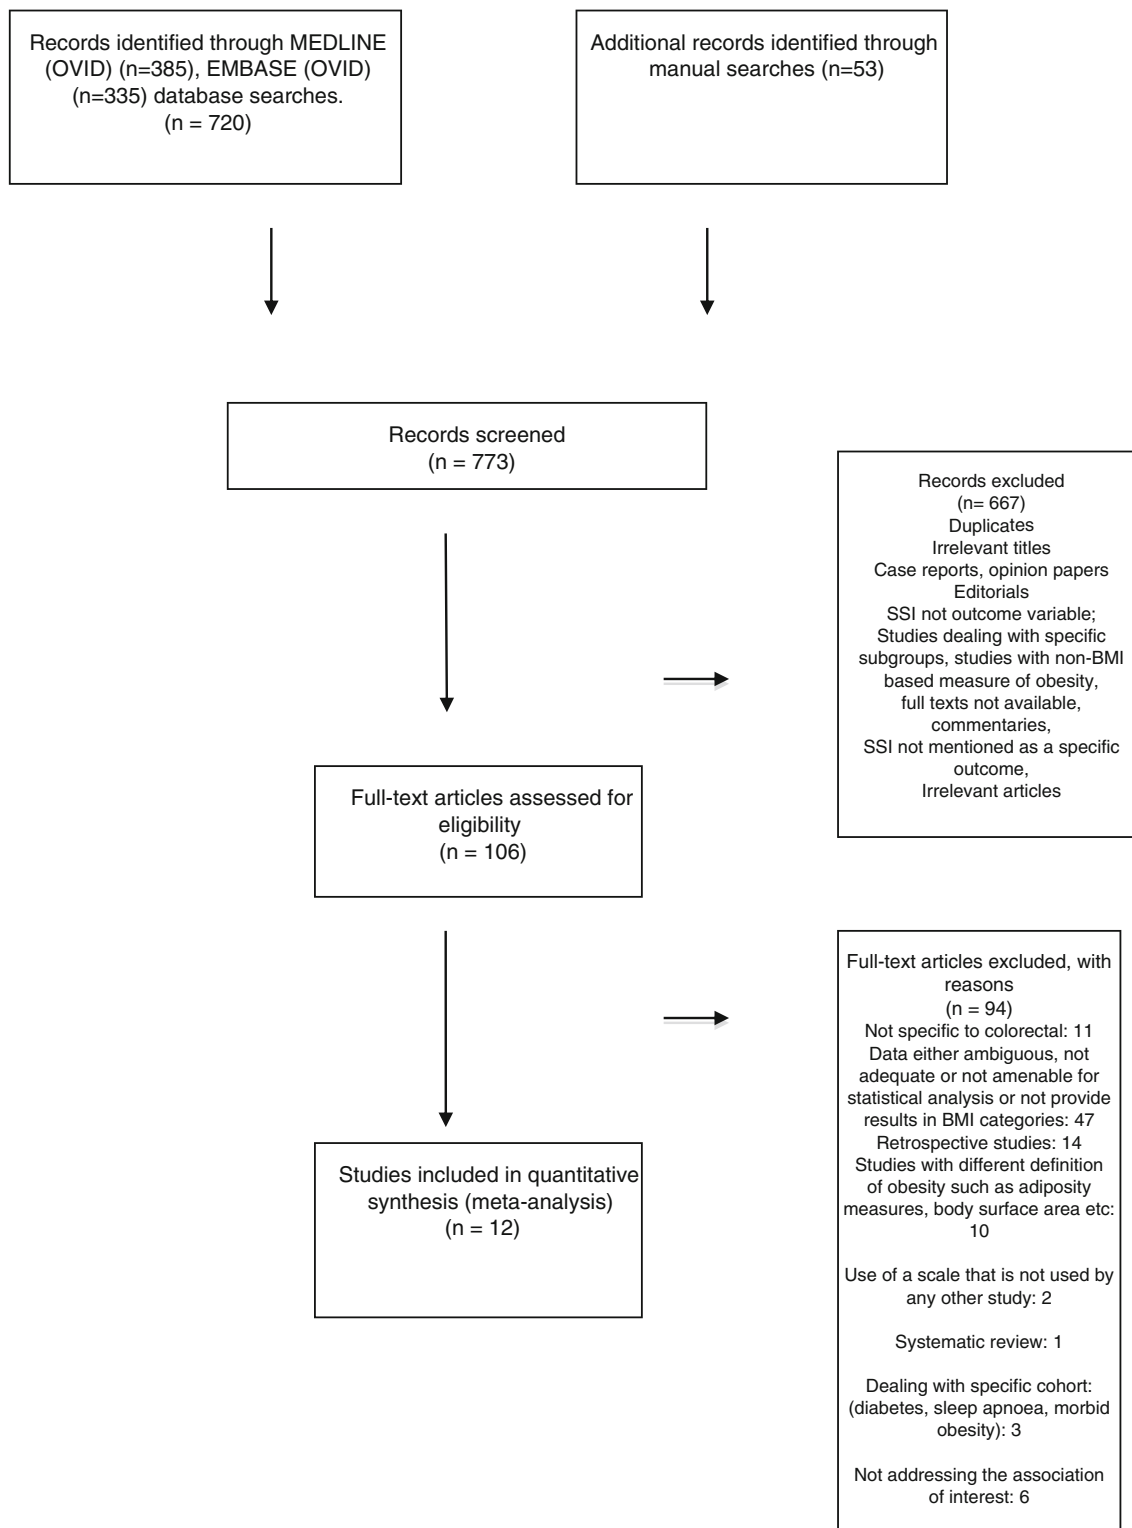 Records identified through MEDLINE
(OVID) (n=385), EMBASE (OVID)
(n=335) database searches.
(n = 720)
Additional records identified through
manual searches (n=53)
Records screened
(n = 773)
Records excluded
(n= 667)
Duplicates
Irrelevant titles
Case reports, opinion papers
Editorials
SSI not outcome variable;
Studies dealing with specific
subgroups, studies with non-BMI
based measure of obesity,
full texts not available,
commentaries,
SSI not mentioned as a specific
outcome,
Irrelevant articles
Full-text articles assessed for
eligibility
(n = 106)
Full-text articles excluded, with
reasons
(n = 94)
Not specific to colorectal: 11
Data either ambiguous, not
adequate or not amenable for
statistical analysis or not provide
results in BMI categories: 47
Retrospective studies: 14
Studies with different definition
of obesity such as adiposity
measures, body surface area etc:
10
Use of a scale that is not used by
any other study: 2
Systematic review: 1
Dealing with specific cohort:
(diabetes, sleep apnoea, morbid
obesity): 3
Not addressing the association
of interest: 6
Studies included in quantitative
synthesis (meta-analysis)
(n = 12)